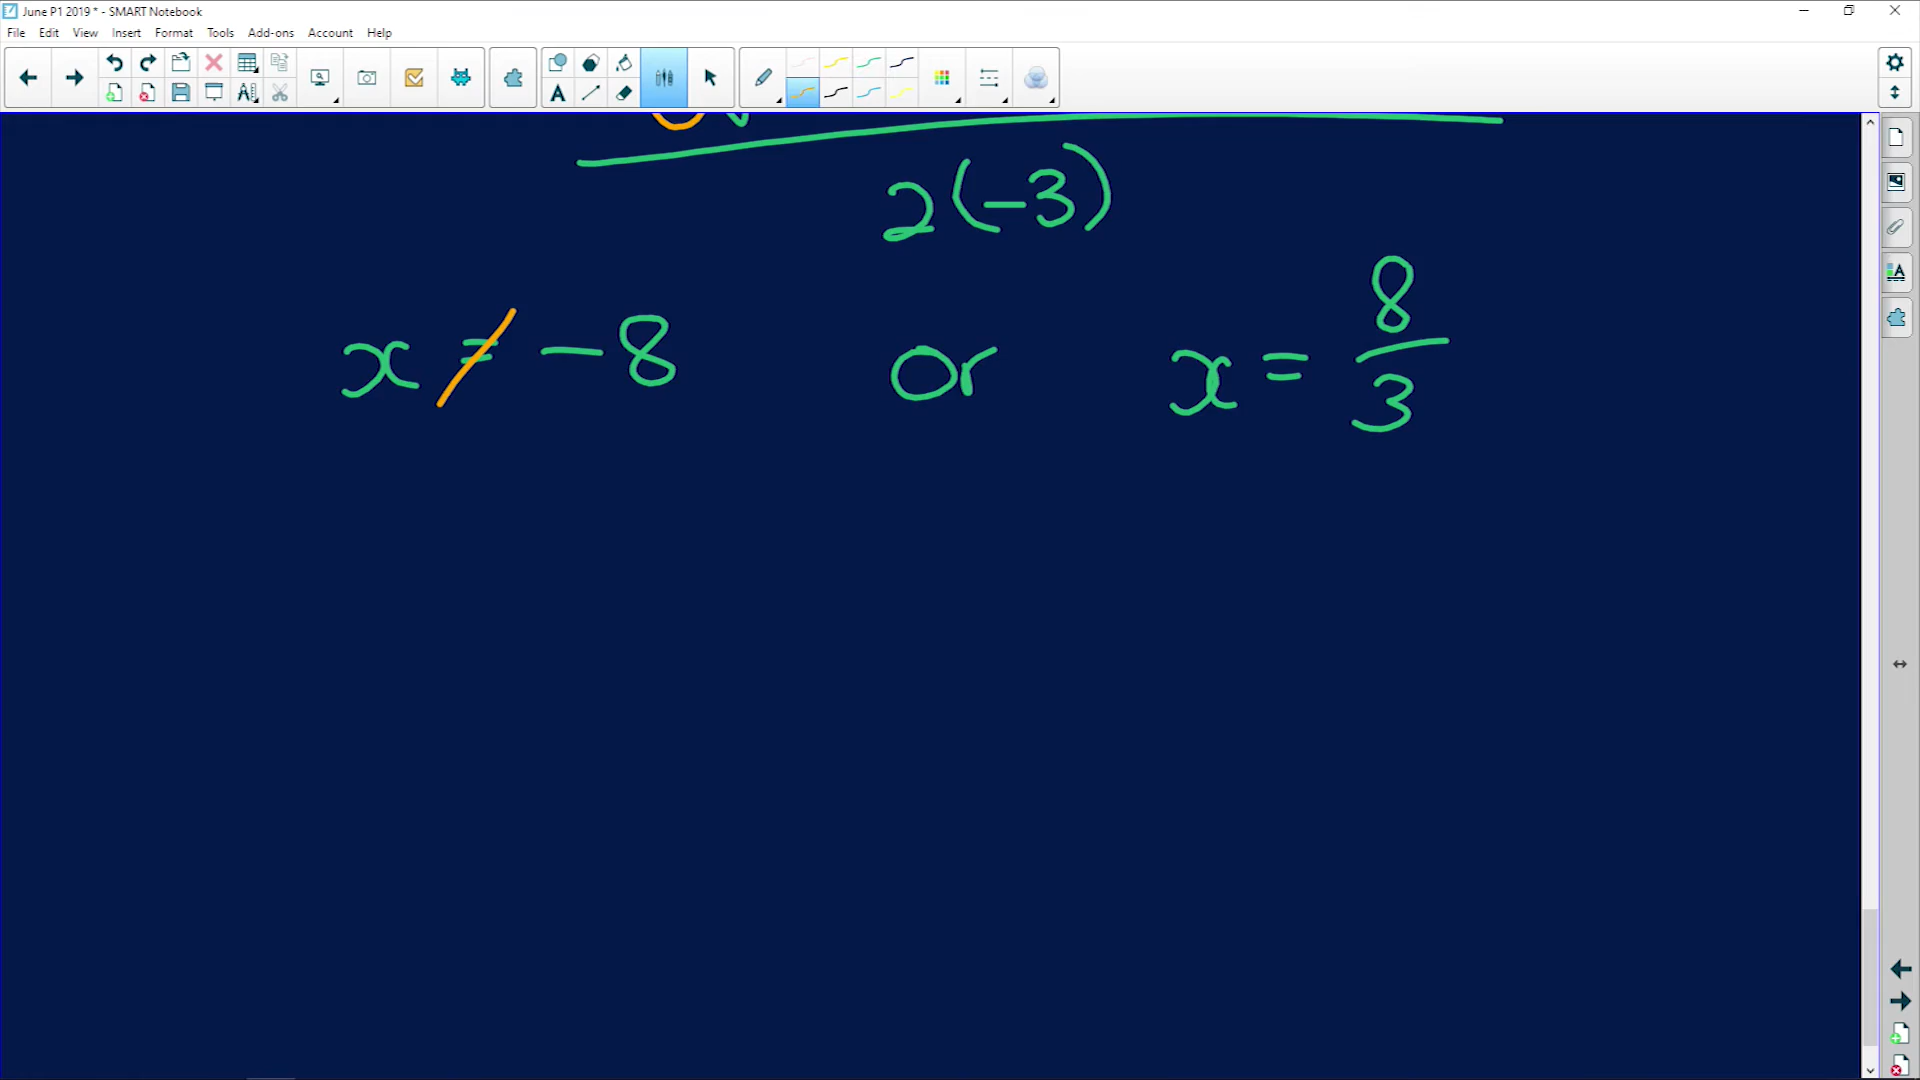 June P1 2019 * - SMART Notebook
File Edit View Insert Format Tools Add-ons Account Help
2(-3)
x ≠ -8 or x = 8/3